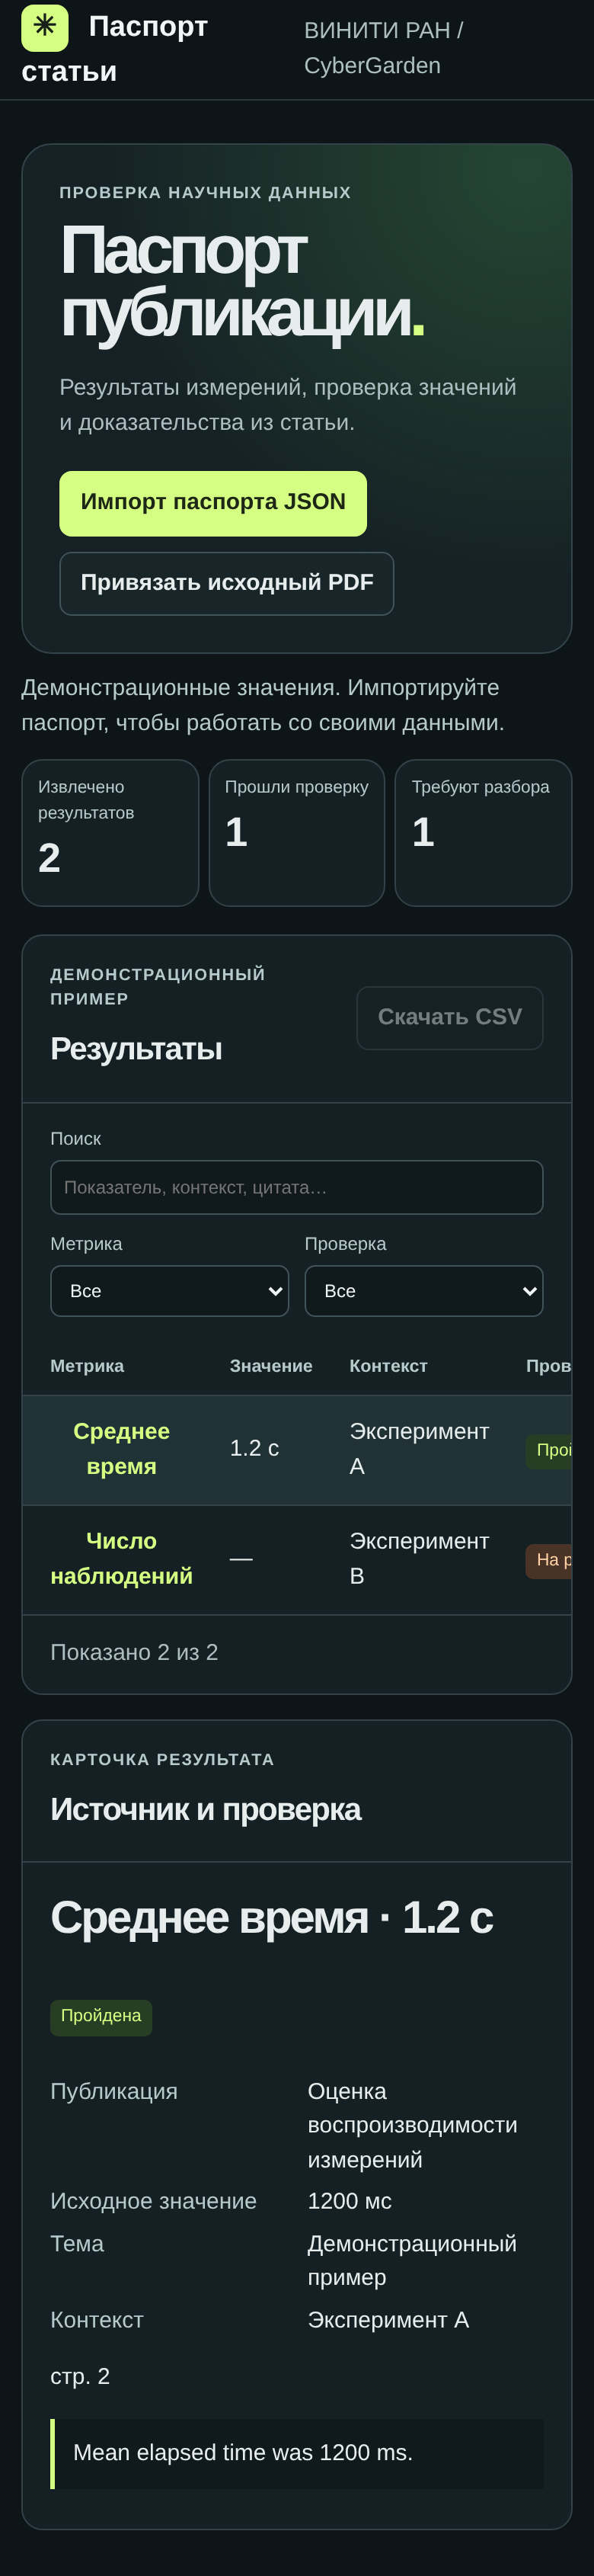 Паспорт
статьи
ВИНИТИ РАН /
CyberGarden
ПРОВЕРКА НАУЧНЫХ ДАННЫХ
Паспорт
публикации.
Результаты измерений, проверка значений
и доказательства из статьи.
Импорт паспорта JSON
Привязать исходный PDF
Демонстрационные значения. Импортируйте
паспорт, чтобы работать со своими данными.
Извлечено
результатов
2
Прошли проверку
1
Требуют разбора
1
ДЕМОНСТРАЦИОННЫЙ
ПРИМЕР
Результаты
Скачать CSV
Поиск
Показатель, контекст, цитата…
Метрика Проверка
Все Все
Метрика Значение Контекст Пров
Среднее
время
1.2 с
Эксперимент
A
Прой
Число
наблюдений
—
Эксперимент
B
На р
Показано 2 из 2
КАРТОЧКА РЕЗУЛЬТАТА
Источник и проверка
Среднее время · 1.2 с
Пройдена
Публикация
Оценка
воспроизводимости
измерений
Исходное значение 1200 мс
Тема
Демонстрационный
пример
Контекст Эксперимент A
стр. 2
Mean elapsed time was 1200 ms.